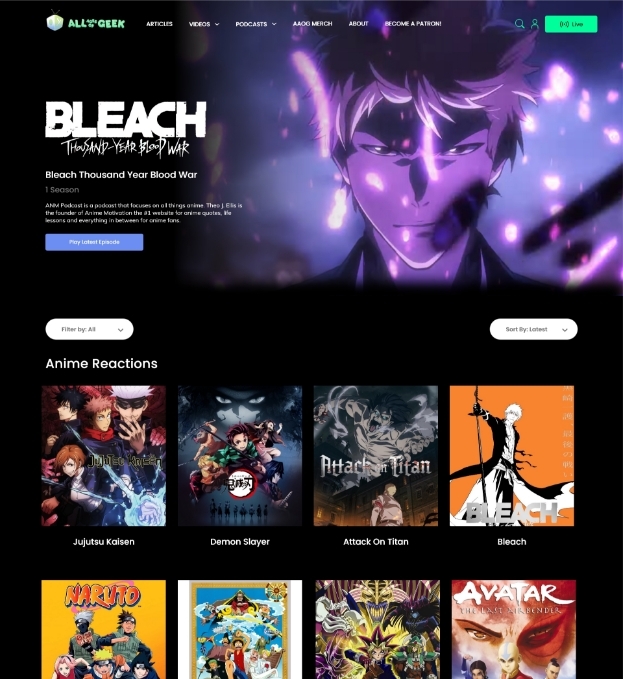 ALL GEEK
ARTICLES
VIDEOS
PODCASTS
AAOG MERCH
ABOUT
BECOME A PATRON!
Live
BLEACH
THOUSAND-YEAR BLOOD WAR
Bleach Thousand Year Blood War
1 Season
ANM Podcast is a podcast that focuses on all things anime. Theo J. Ellis is
the founder of Anime Motivation the #1 website for anime quotes, life
lessons and everything in between for anime fans.
Play Latest Episode
Filter by: All
Sort By: Latest
Anime Reactions
JuJutsu Kaisen
Attack on Titan
BLEACH
Jujutsu Kaisen
Demon Slayer
Attack On Titan
Bleach
NARUTO
AVATAR
THE LAST AIRBENDER